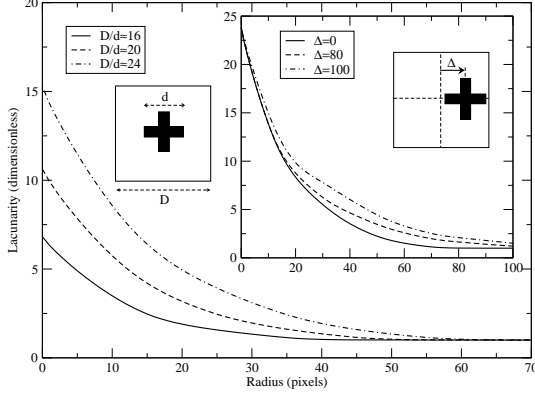 20
15
10
5
0
Lacunarity (dimensionless)
D/d≈16
D/d≈20
D/d≈24
d
D
25
20
15
10
5
0
Δ=0
Δ=80
Δ=100
Δ
0 20 40 60 80 100
0 10 20 30 40 50 60 70
Radius (pixels)